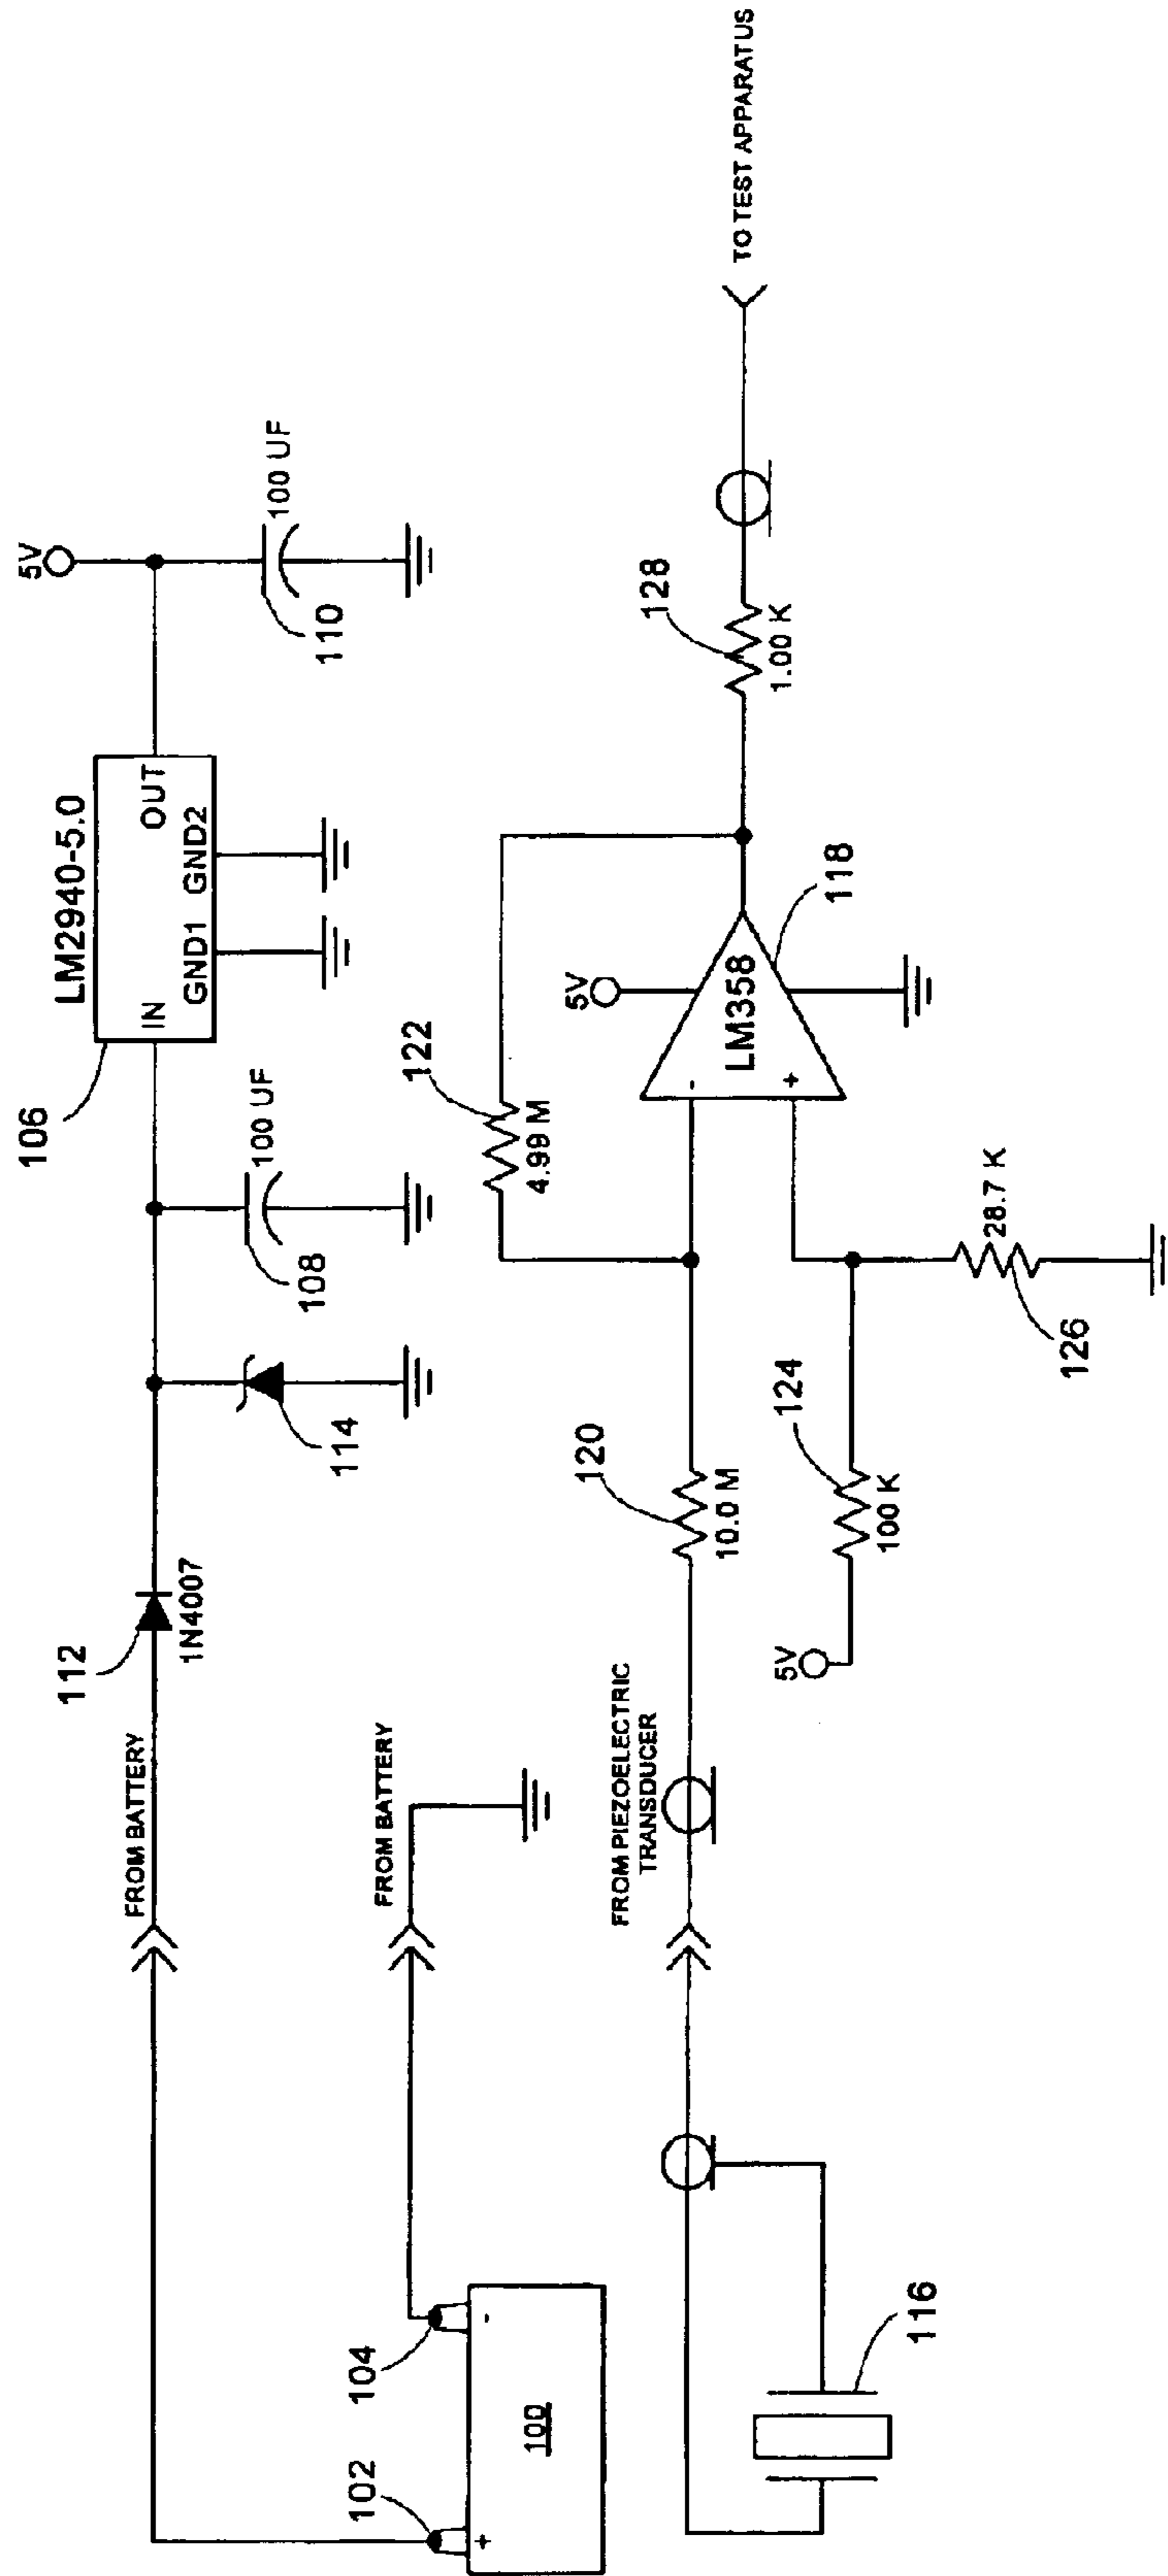 FROM BATTERY
112
1N4007
114
108
100 UF
106
LM2940-5.0
IN
OUT
GND1
GND2
5V
110
100 UF
102
104
+
-
100
FROM BATTERY
116
FROM PIEZOELECTRIC
TRANSDUCER
120
10.0 M
122
4.99 M
5V
124
100 K
126
28.7 K
-
+
LM358
5V
118
128
1.00 K
TO TEST APPARATUS